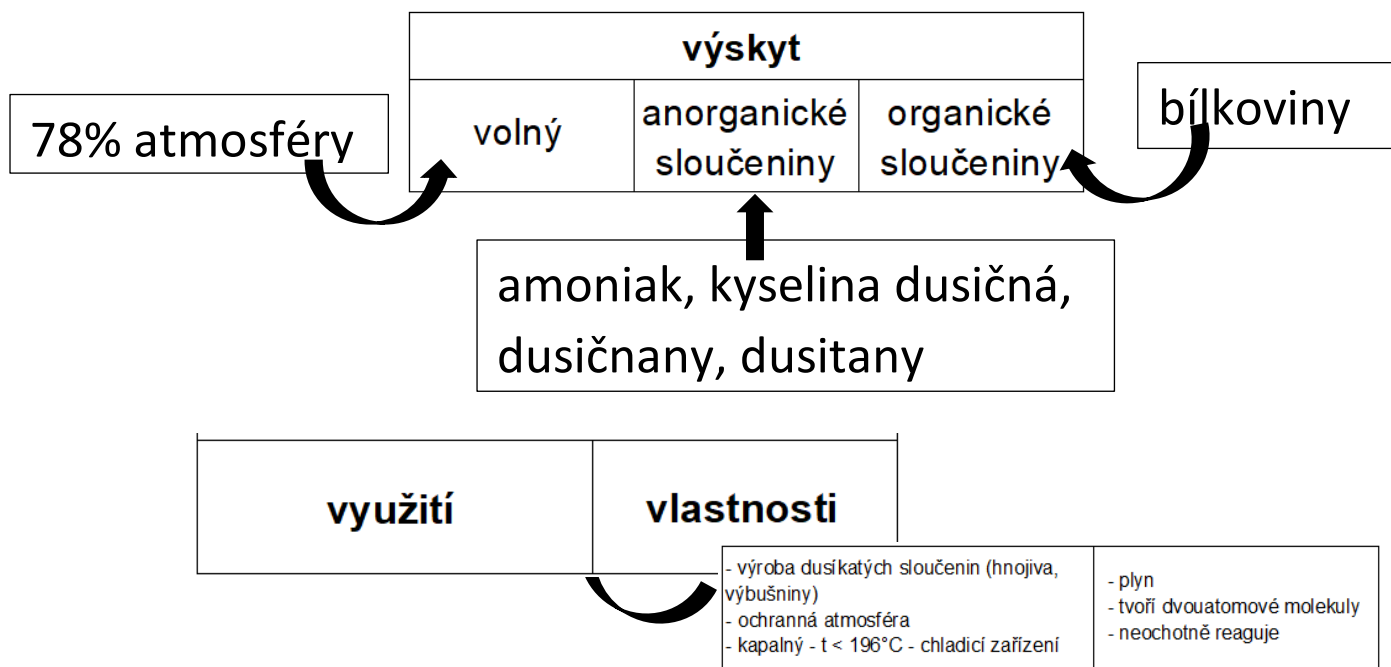 výskyt
78% atmosféry
volný
anorganické
sloučeniny
organické
sloučeniny
bílkoviny
amoniak, kyselina dusičná,
dusičnany, dusitany
využití
vlastnosti
- výroba dusíkatých sloučenin (hnojiva,
výbušniny)
- ochranná atmosféra
- kapalný - t < 196°C - chladicí zařízení
- plyn
- tvoří dvouatomové molekuly
- neochotně reaguje